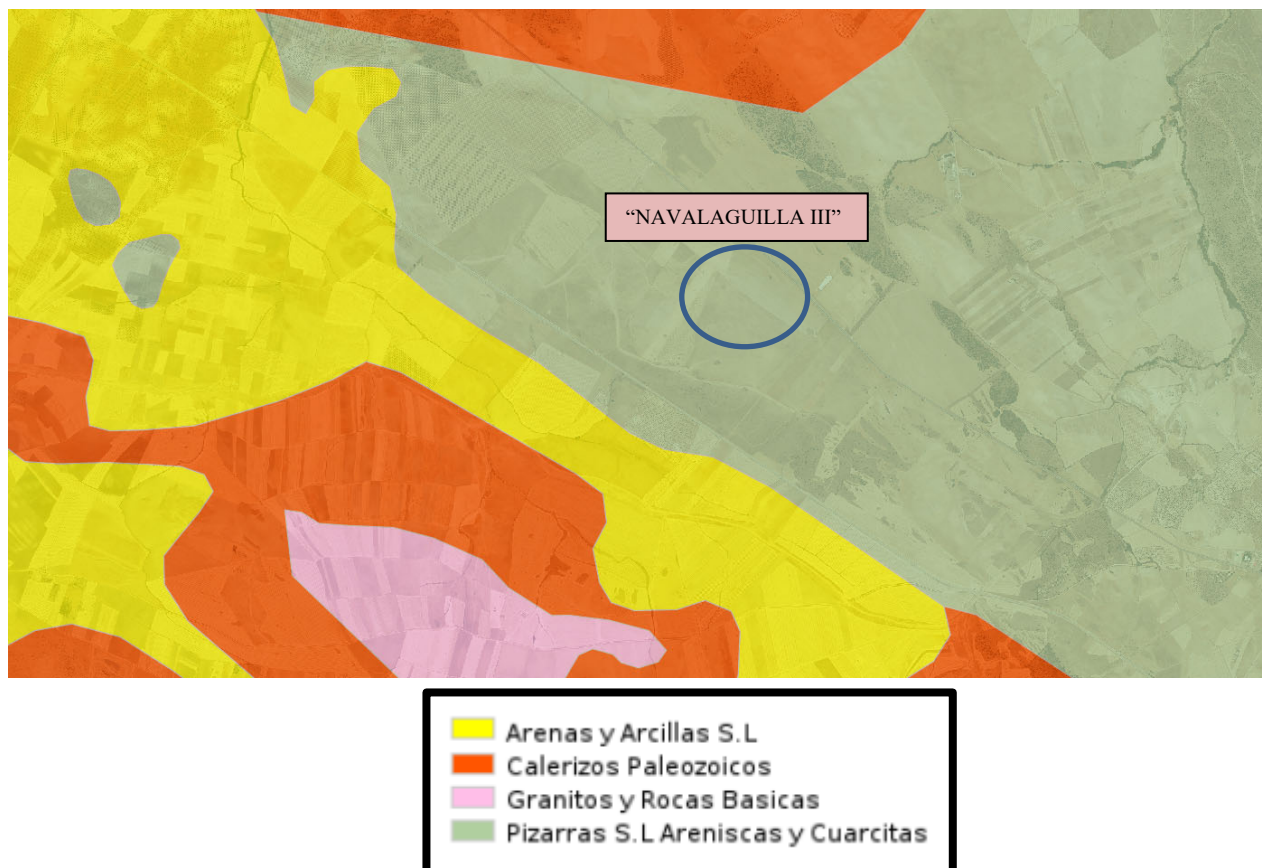 “NAVALAGUILLA III”
Arenas y Arcillas S.L
Calerizos Paleozoicos
Granitos y Rocas Basicas
Pizarras S.L Areniscas y Cuarcitas